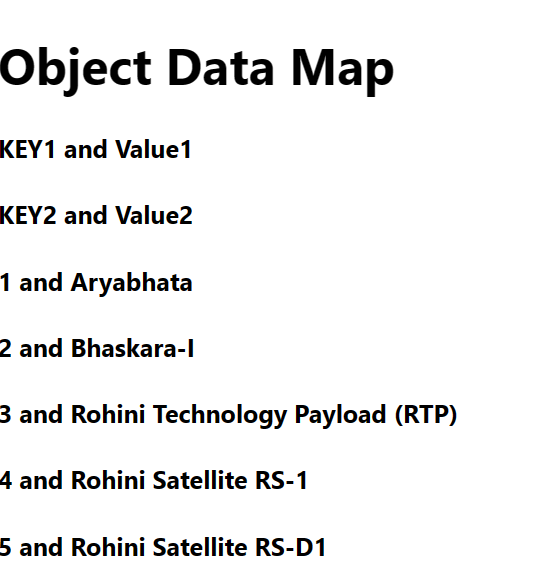 Object Data Map
KEY1 and Value1
KEY2 and Value2
1 and Aryabhata
2 and Bhaskara-I
3 and Rohini Technology Payload (RTP)
4 and Rohini Satellite RS-1
5 and Rohini Satellite RS-D1